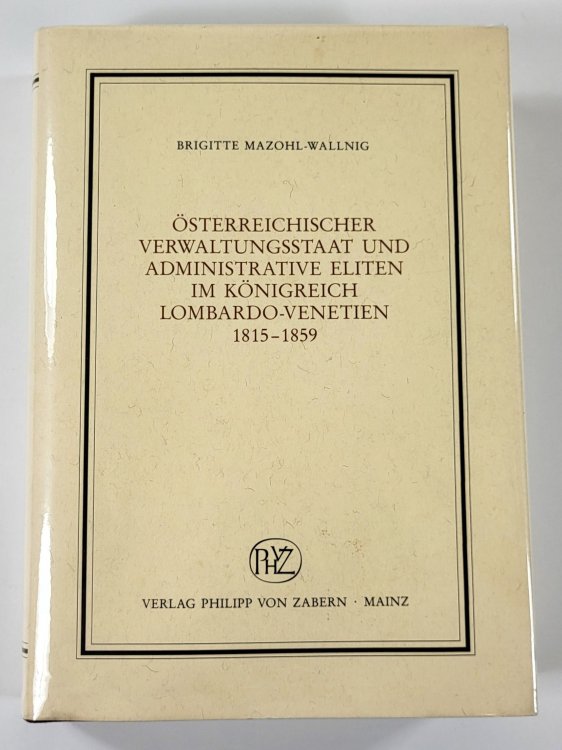 BRIGITTE MAZOHL-WALLNIG
ÖSTERREICHISCHER
VERWALTUNGSSTAAT UND
ADMINISTRATIVE ELITEN
IM KÖNIGREICH
LOMBARDO-VENETIEN
1815–1859
PHVZ
VERLAG PHILIPP VON ZABERN · MAINZ